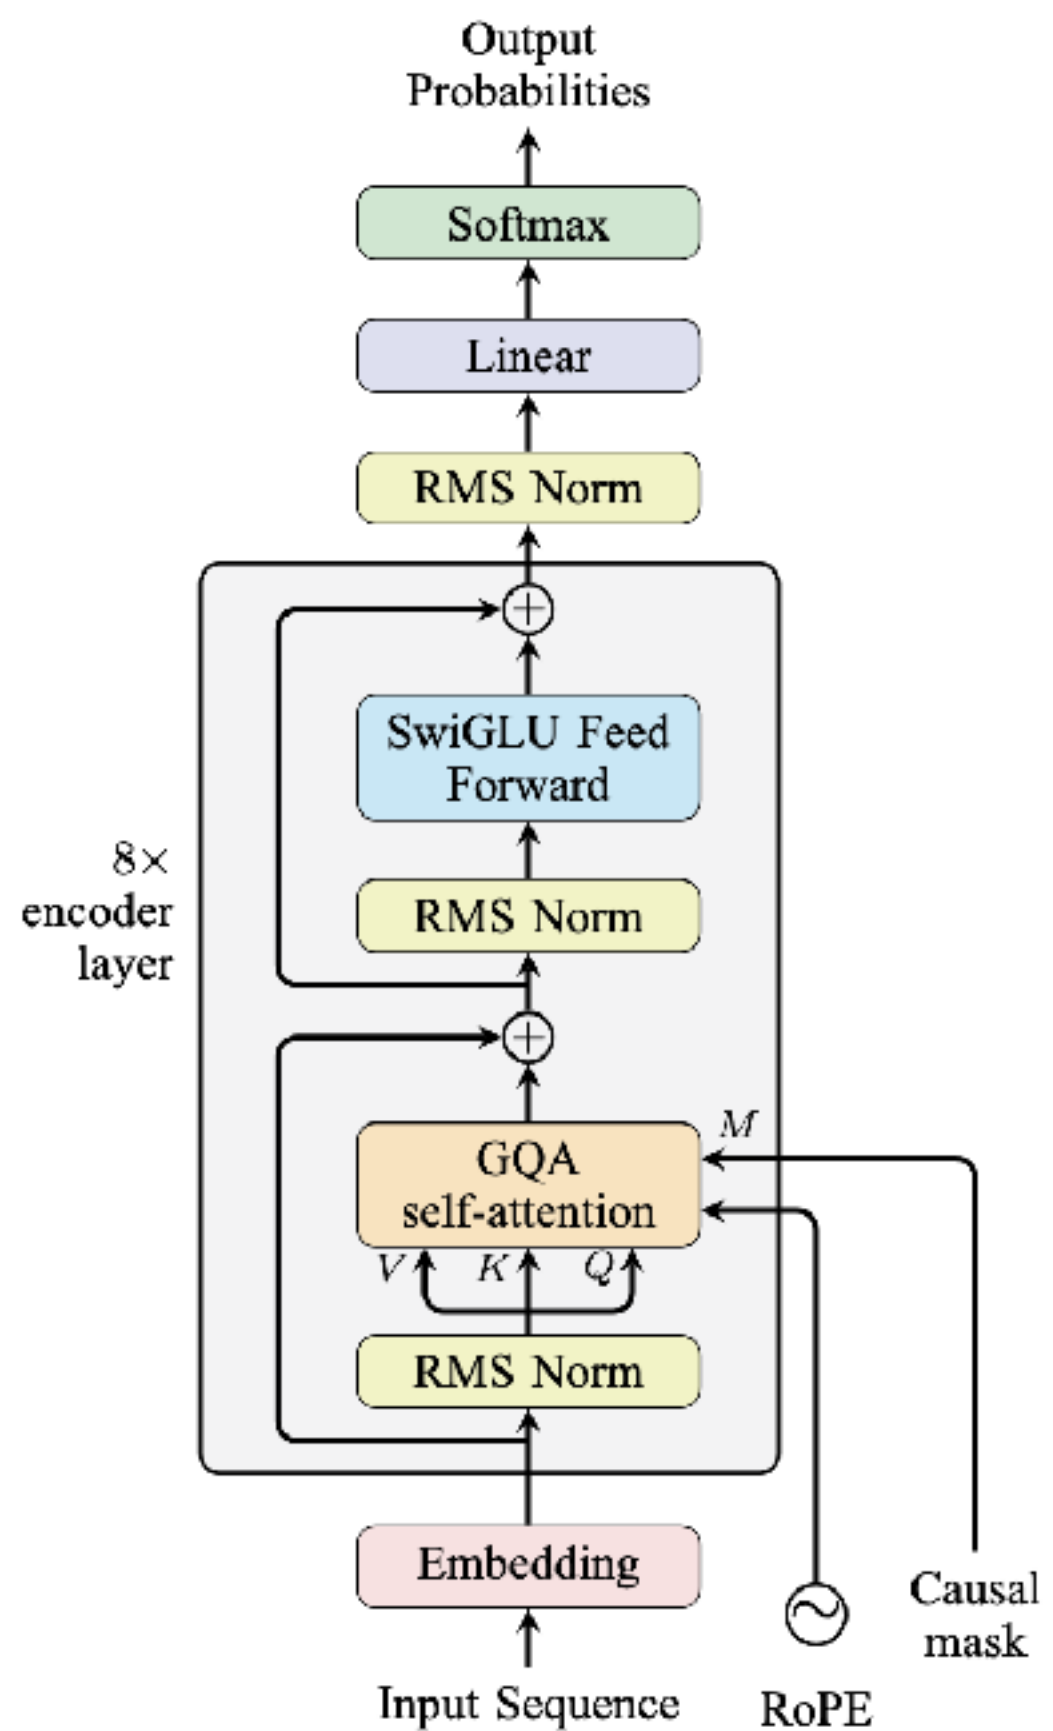 Output
Probabilities
Softmax
Linear
RMS Norm
SwiGLU Feed
Forward
8×
encoder
layer
RMS Norm
M
GQA
self-attention
V K Q
RMS Norm
Embedding
Causal
mask
Input Sequence
RoPE